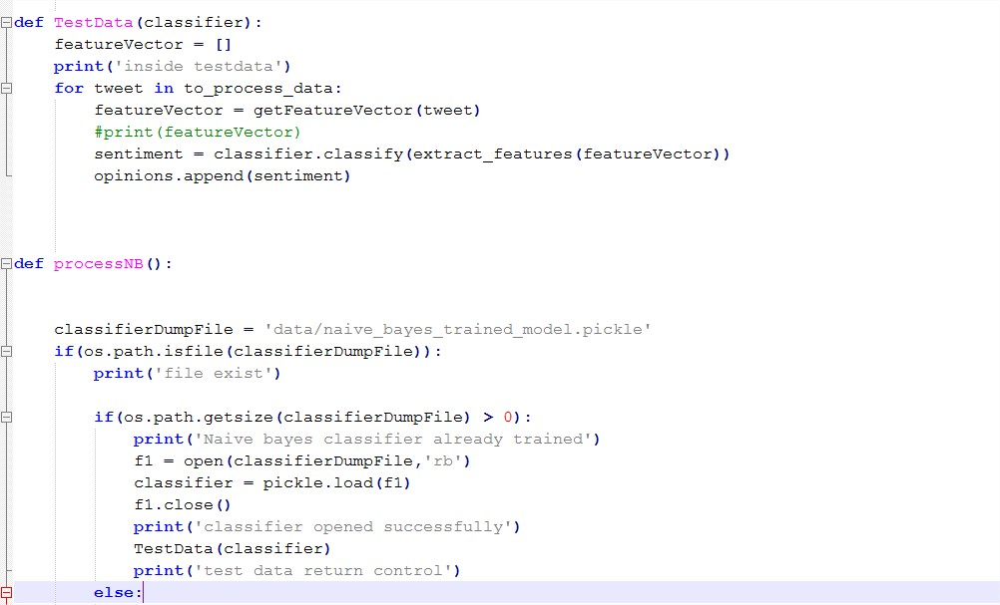 def TestData(classifier):
    featureVector = []
    print('inside testdata')
    for tweet in to_process_data:
        featureVector = getFeatureVector(tweet)
        #print(featureVector)
        sentiment = classifier.classify(extract_features(featureVector))
        opinions.append(sentiment)
def processNB():
    classifierDumpFile = 'data/naive_bayes_trained_model.pickle'
    if(os.path.isfile(classifierDumpFile)):
        print('file exist')
        if(os.path.getsize(classifierDumpFile) > 0):
            print('Naive bayes classifier already trained')
            f1 = open(classifierDumpFile,'rb')
            classifier = pickle.load(f1)
            f1.close()
            print('classifier opened successfully')
            TestData(classifier)
            print('test data return control')
        else: